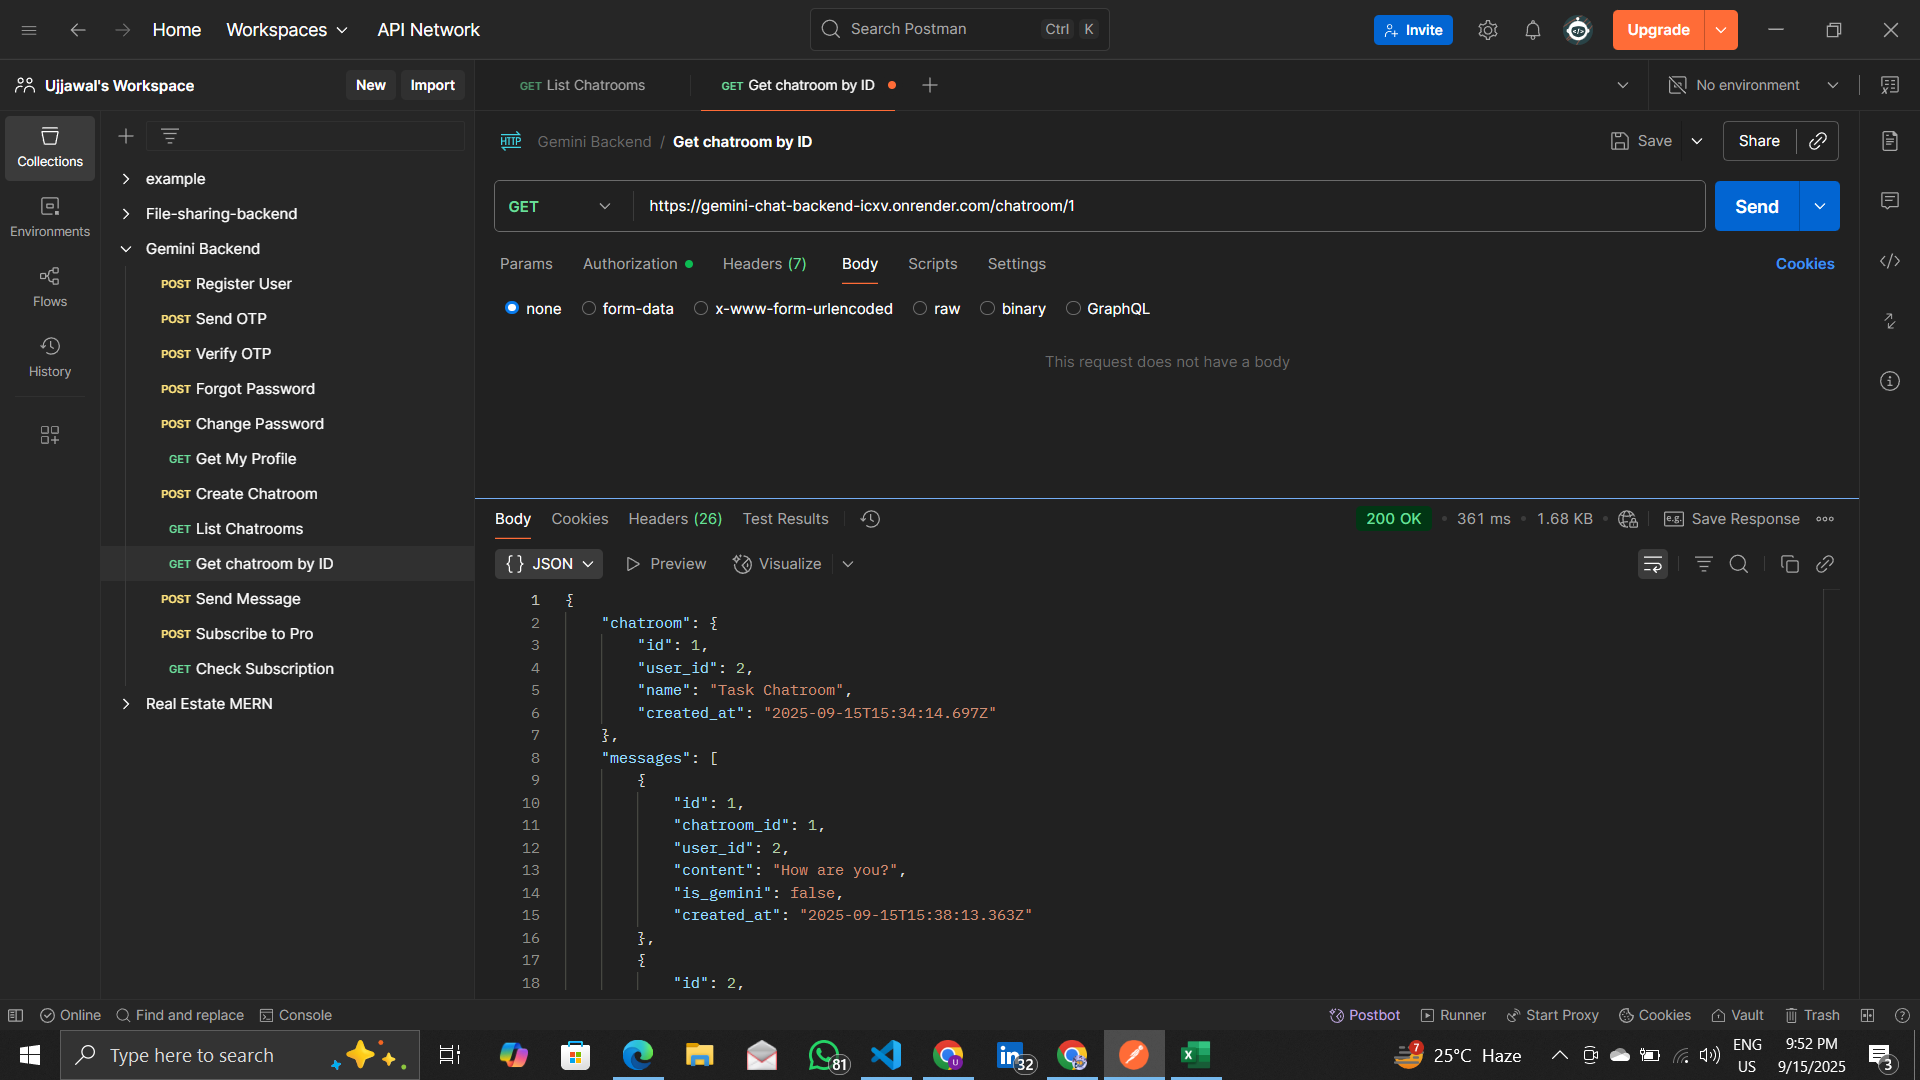 Home
Workspaces
API Network
Search Postman
Ctrl K
Invite
Upgrade
Ujjawal's Workspace
New
Import
GET List Chatrooms
GET Get chatroom by ID
No environment
Collections
Environments
Flows
History
example
File-sharing-backend
Gemini Backend
POST Register User
POST Send OTP
POST Verify OTP
POST Forgot Password
POST Change Password
GET Get My Profile
POST Create Chatroom
GET List Chatrooms
GET Get chatroom by ID
POST Send Message
POST Subscribe to Pro
GET Check Subscription
Real Estate MERN
HTTP Gemini Backend / Get chatroom by ID
Save
Share
GET https://gemini-chat-backend-icxv.onrender.com/chatroom/1
Send
Params Authorization Headers (7) Body Scripts Settings
Cookies
none form-data x-www-form-urlencoded raw binary GraphQL
This request does not have a body
Body Cookies Headers (26) Test Results
200 OK • 361 ms • 1.68 KB
e.g. Save Response
{} JSON Preview Visualize
1 {
2 "chatroom": {
3 "id": 1,
4 "user_id": 2,
5 "name": "Task Chatroom",
6 "created_at": "2025-09-15T15:34:14.697Z"
7 },
8 "messages": [
9 {
10 "id": 1,
11 "chatroom_id": 1,
12 "user_id": 2,
13 "content": "How are you?",
14 "is_gemini": false,
15 "created_at": "2025-09-15T15:38:13.363Z"
16 },
17 {
18 "id": 2,
Online Find and replace Console
Postbot Runner Start Proxy Cookies Vault Trash
Type here to search
81
32
7
25°C Haze
ENG
US
9:52 PM
9/15/2025
3